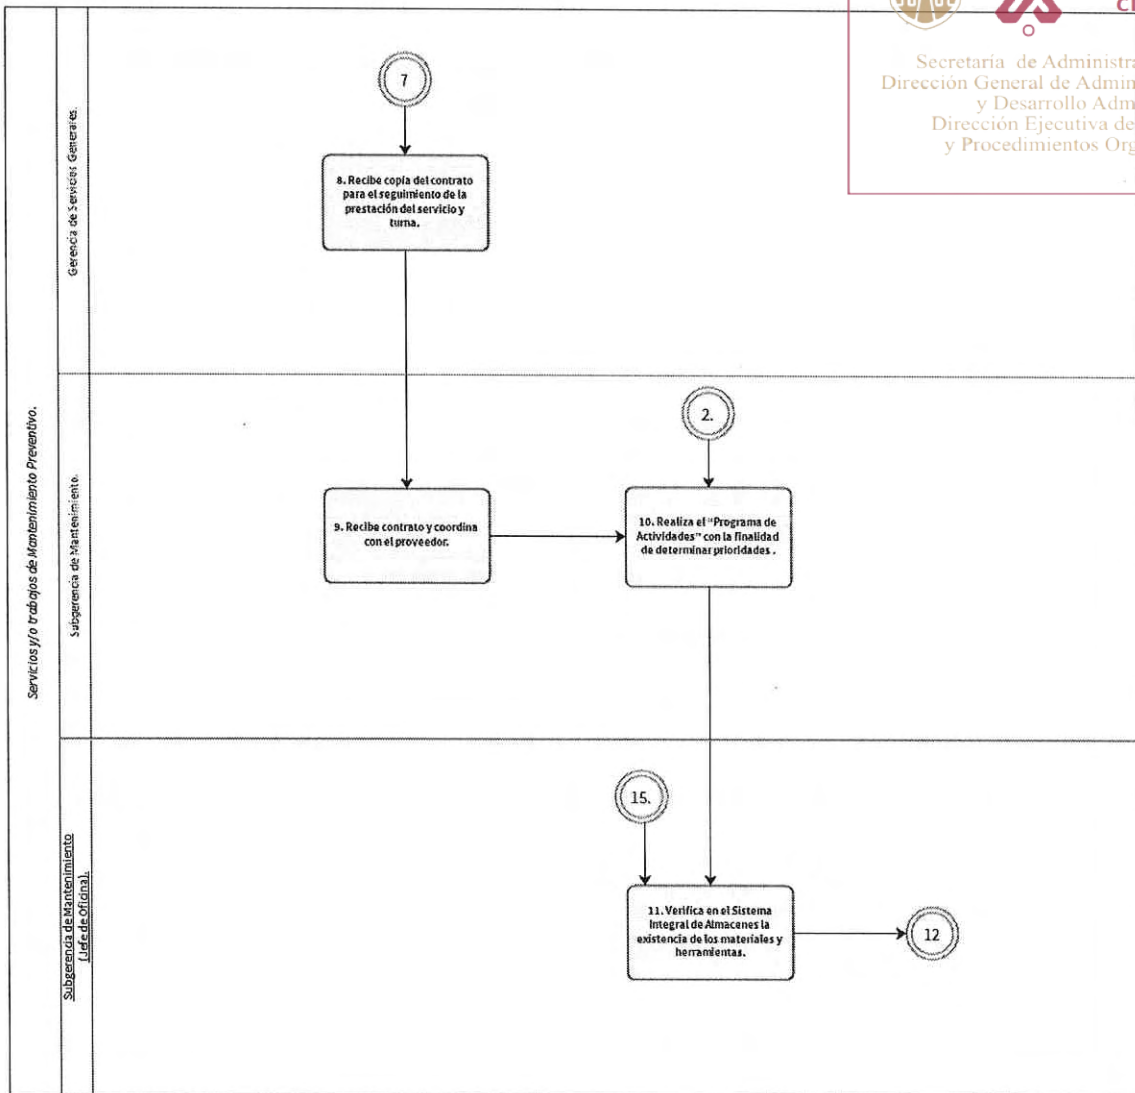 Secretaría de Administra
Dirección General de Admin
y Desarrollo Adm
Dirección Ejecutiva de
y Procedimientos Org
Servicios y/o trabajos de Mantenimiento Preventivo.
Gerencia de Servicios Generales.
7
8. Recibe copia del contrato
para el seguimiento de la
prestación del servicio y
turna.
Subgerencia de Mantenimiento.
2.
9. Recibe contrato y coordina
con el proveedor.
10. Realiza el "Programa de
Actividades" con la finalidad
de determinar prioridades .
Subgerencia de Mantenimiento
(Jefe de Oficina).
15.
11. Verifica en el Sistema
Integral de Almacenes la
existencia de los materiales y
herramientas.
12